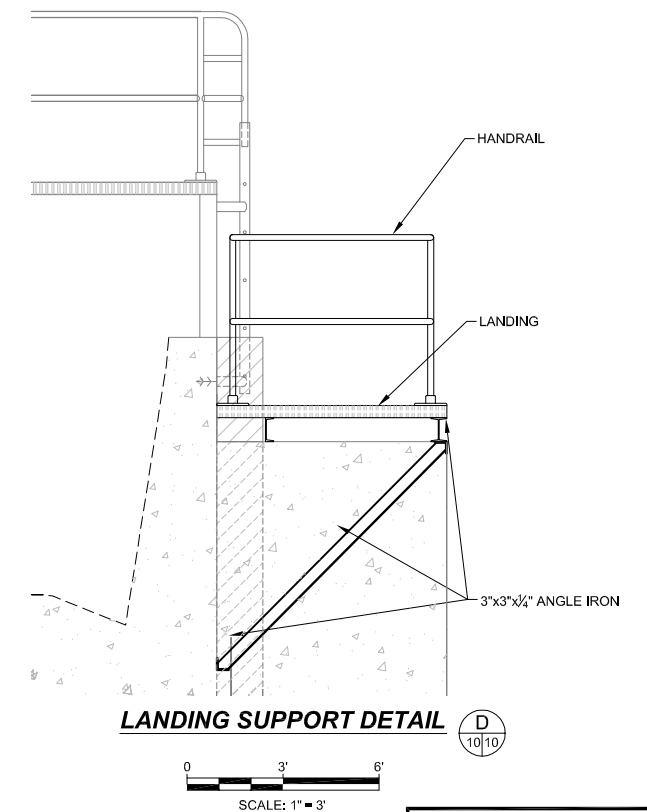 HANDRAIL
LANDING
3"x3"x¼" ANGLE IRON
LANDING SUPPORT DETAIL
D
10 10
0 3' 6'
SCALE: 1" = 3'